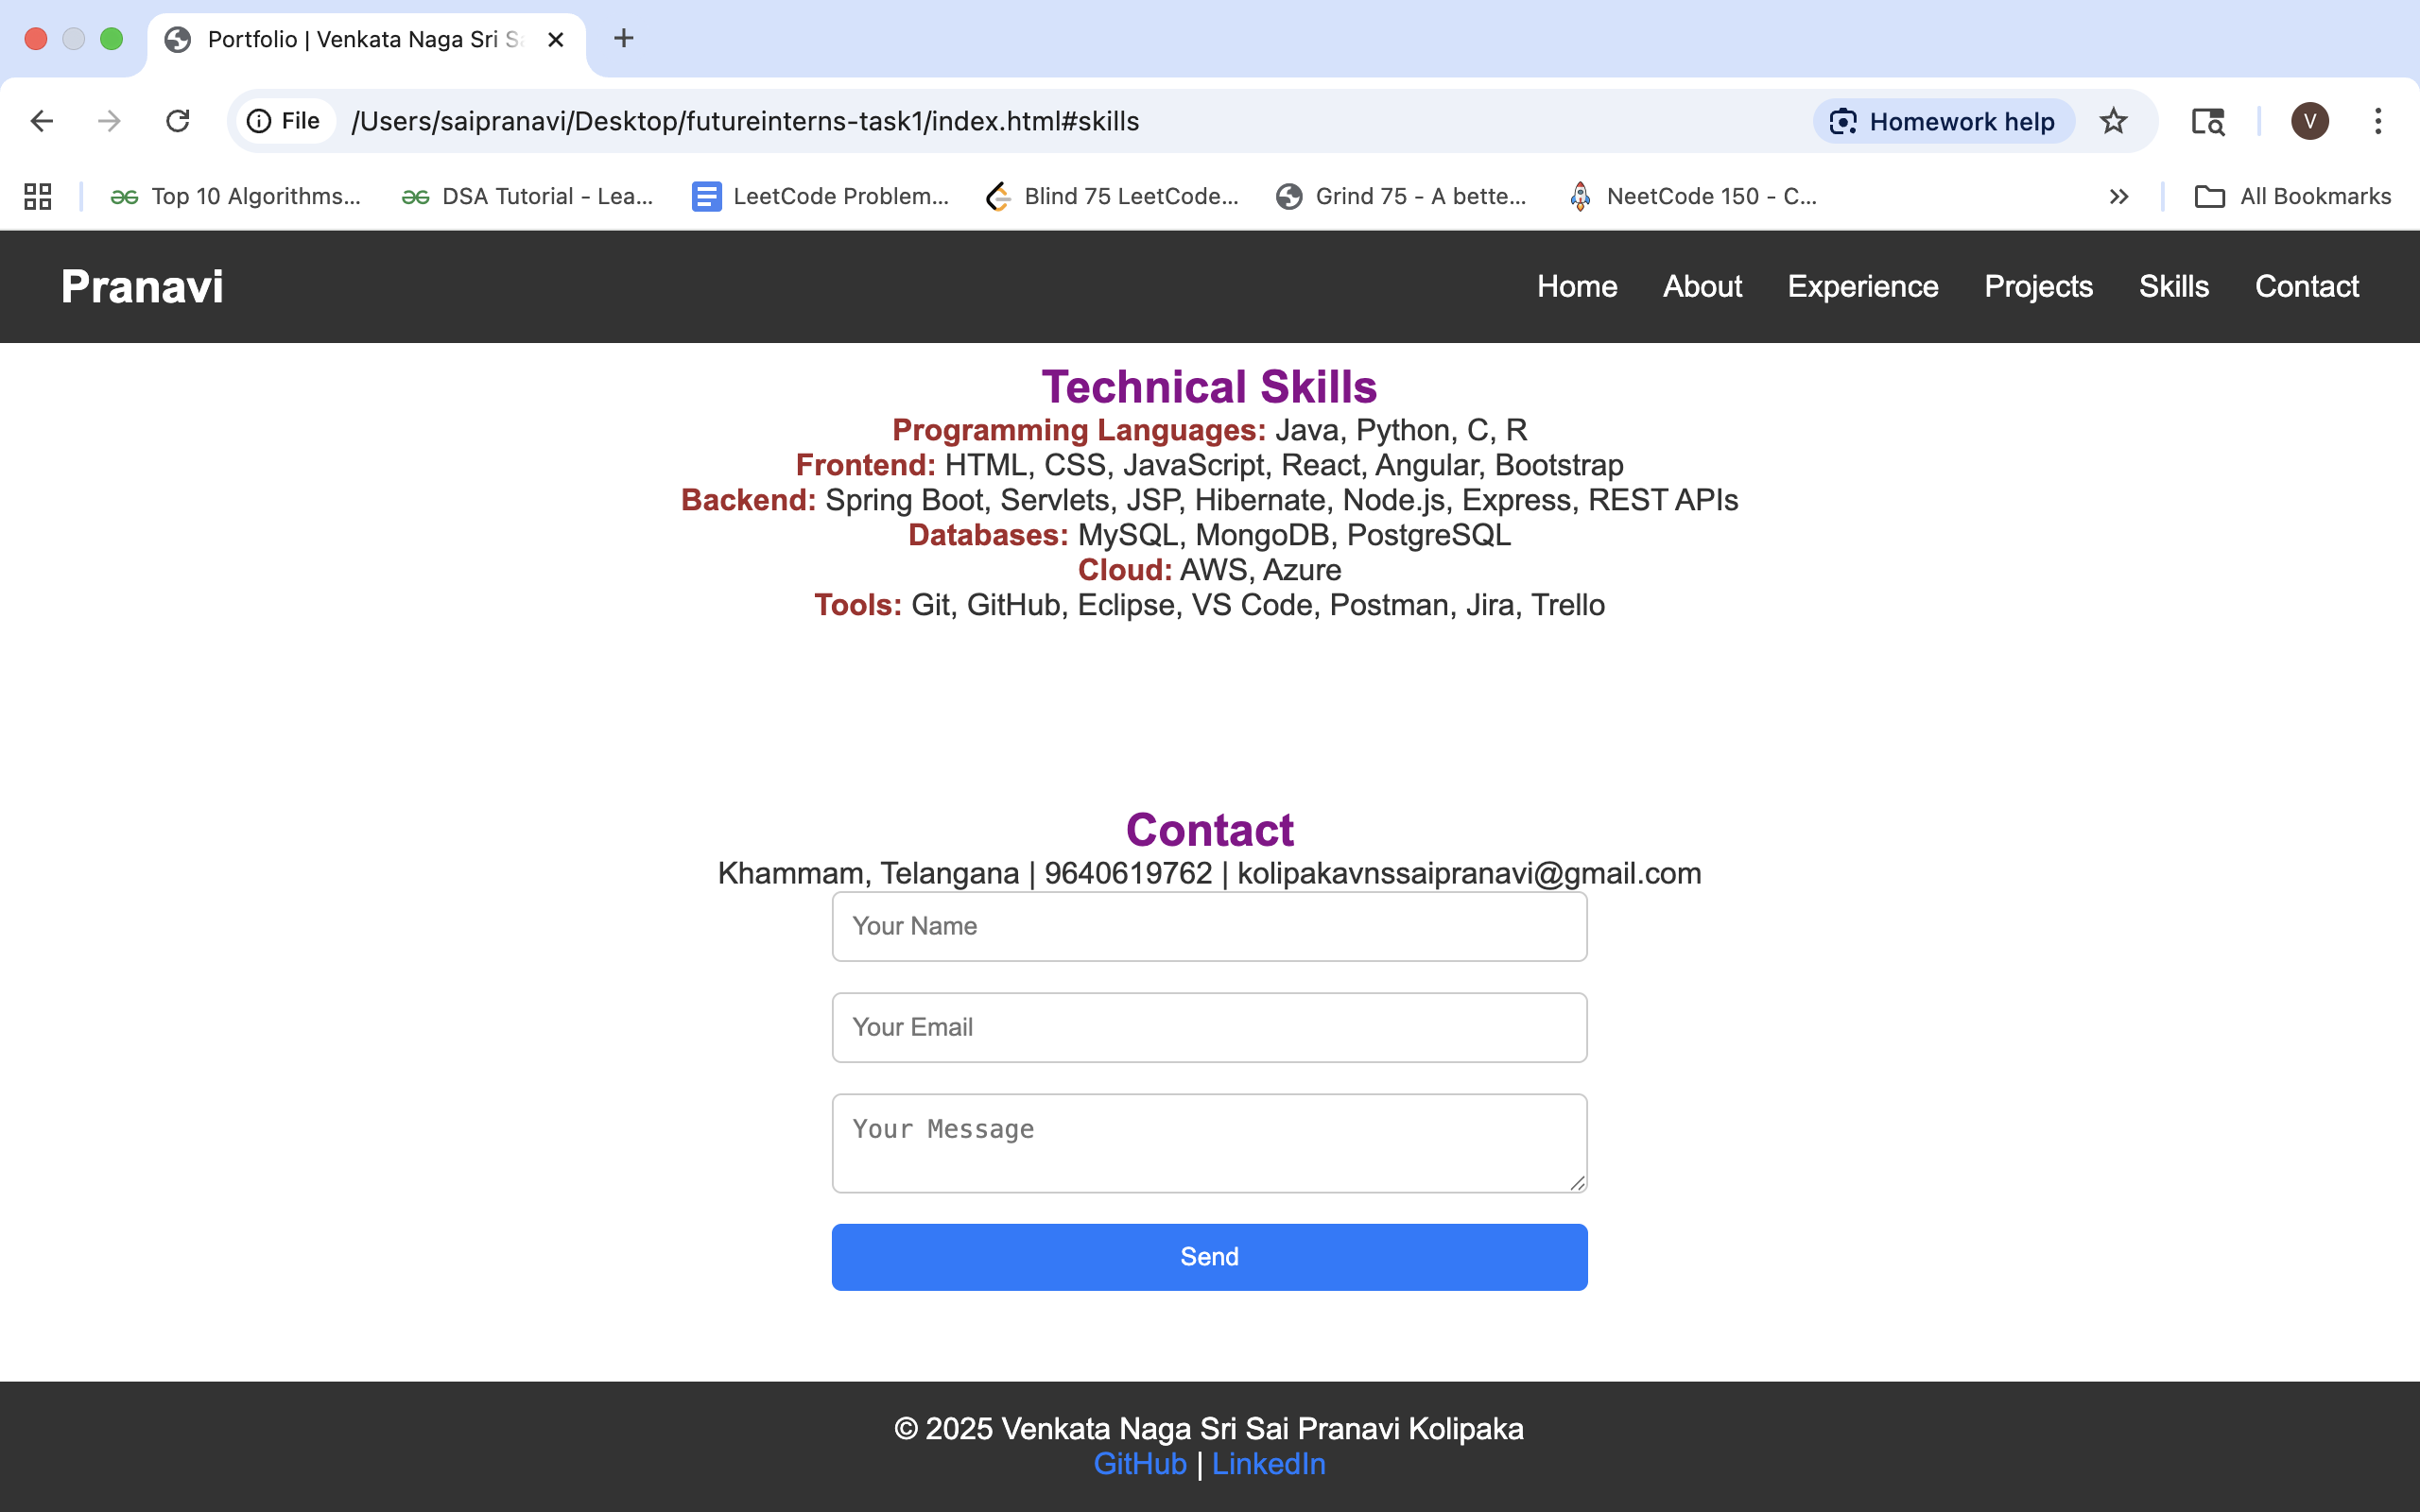 Portfolio | Venkata Naga Sri S
File /Users/saipranavi/Desktop/futureinterns-task1/index.html#skills Homework help V
Top 10 Algorithms... DSA Tutorial - Lea... LeetCode Problem... Blind 75 LeetCode... Grind 75 - A bette... NeetCode 150 - C... All Bookmarks
Pranavi Home About Experience Projects Skills Contact
Technical Skills
Programming Languages: Java, Python, C, R
Frontend: HTML, CSS, JavaScript, React, Angular, Bootstrap
Backend: Spring Boot, Servlets, JSP, Hibernate, Node.js, Express, REST APIs
Databases: MySQL, MongoDB, PostgreSQL
Cloud: AWS, Azure
Tools: Git, GitHub, Eclipse, VS Code, Postman, Jira, Trello
Contact
Khammam, Telangana | 9640619762 | kolipakavnssaipranavi@gmail.com
Your Name
Your Email
Your Message
Send
© 2025 Venkata Naga Sri Sai Pranavi Kolipaka
GitHub | LinkedIn